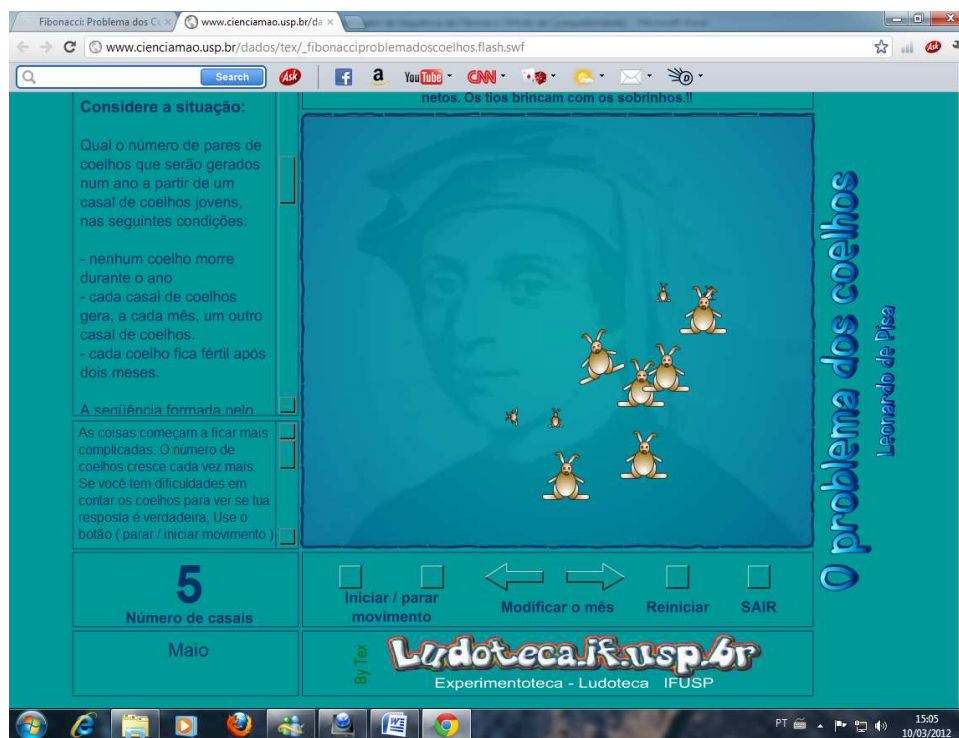 Fibonacci: Problema dos Co
www.cienciamao.usp.br/da
www.cienciamao.usp.br/dados/tex/_fibonacciproblemadoscoelhos.flash.swf
Search
Ask
f
a
YouTube
CNN
Considere a situação:
Qual o número de pares de
coelhos que serão gerados
num ano a partir de um
casal de coelhos jovens,
nas seguintes condições:
- nenhum coelho morre
durante o ano
- cada casal de coelhos
gera, a cada mês, um outro
casal de coelhos.
- cada coelho fica fértil após
dois meses.
A seqüência formada pelo
As coisas começam a ficar mais
complicadas. O número de
coelhos cresce cada vez mais.
Se você tem dificuldades em
contar os coelhos para ver se tua
resposta é verdadeira, Use o
botão ( parar / iniciar movimento )
5
Número de casais
Maio
netos. Os tios brincam com os sobrinhos.!!
Iniciar / parar
movimento
Modificar o mês
Reiniciar
SAIR
By Tex
Ludoteca.if.usp.br
Experimentoteca - Ludoteca IFUSP
O problema dos coelhos
Leonardo de Pisa
PT
15:05
10/03/2012